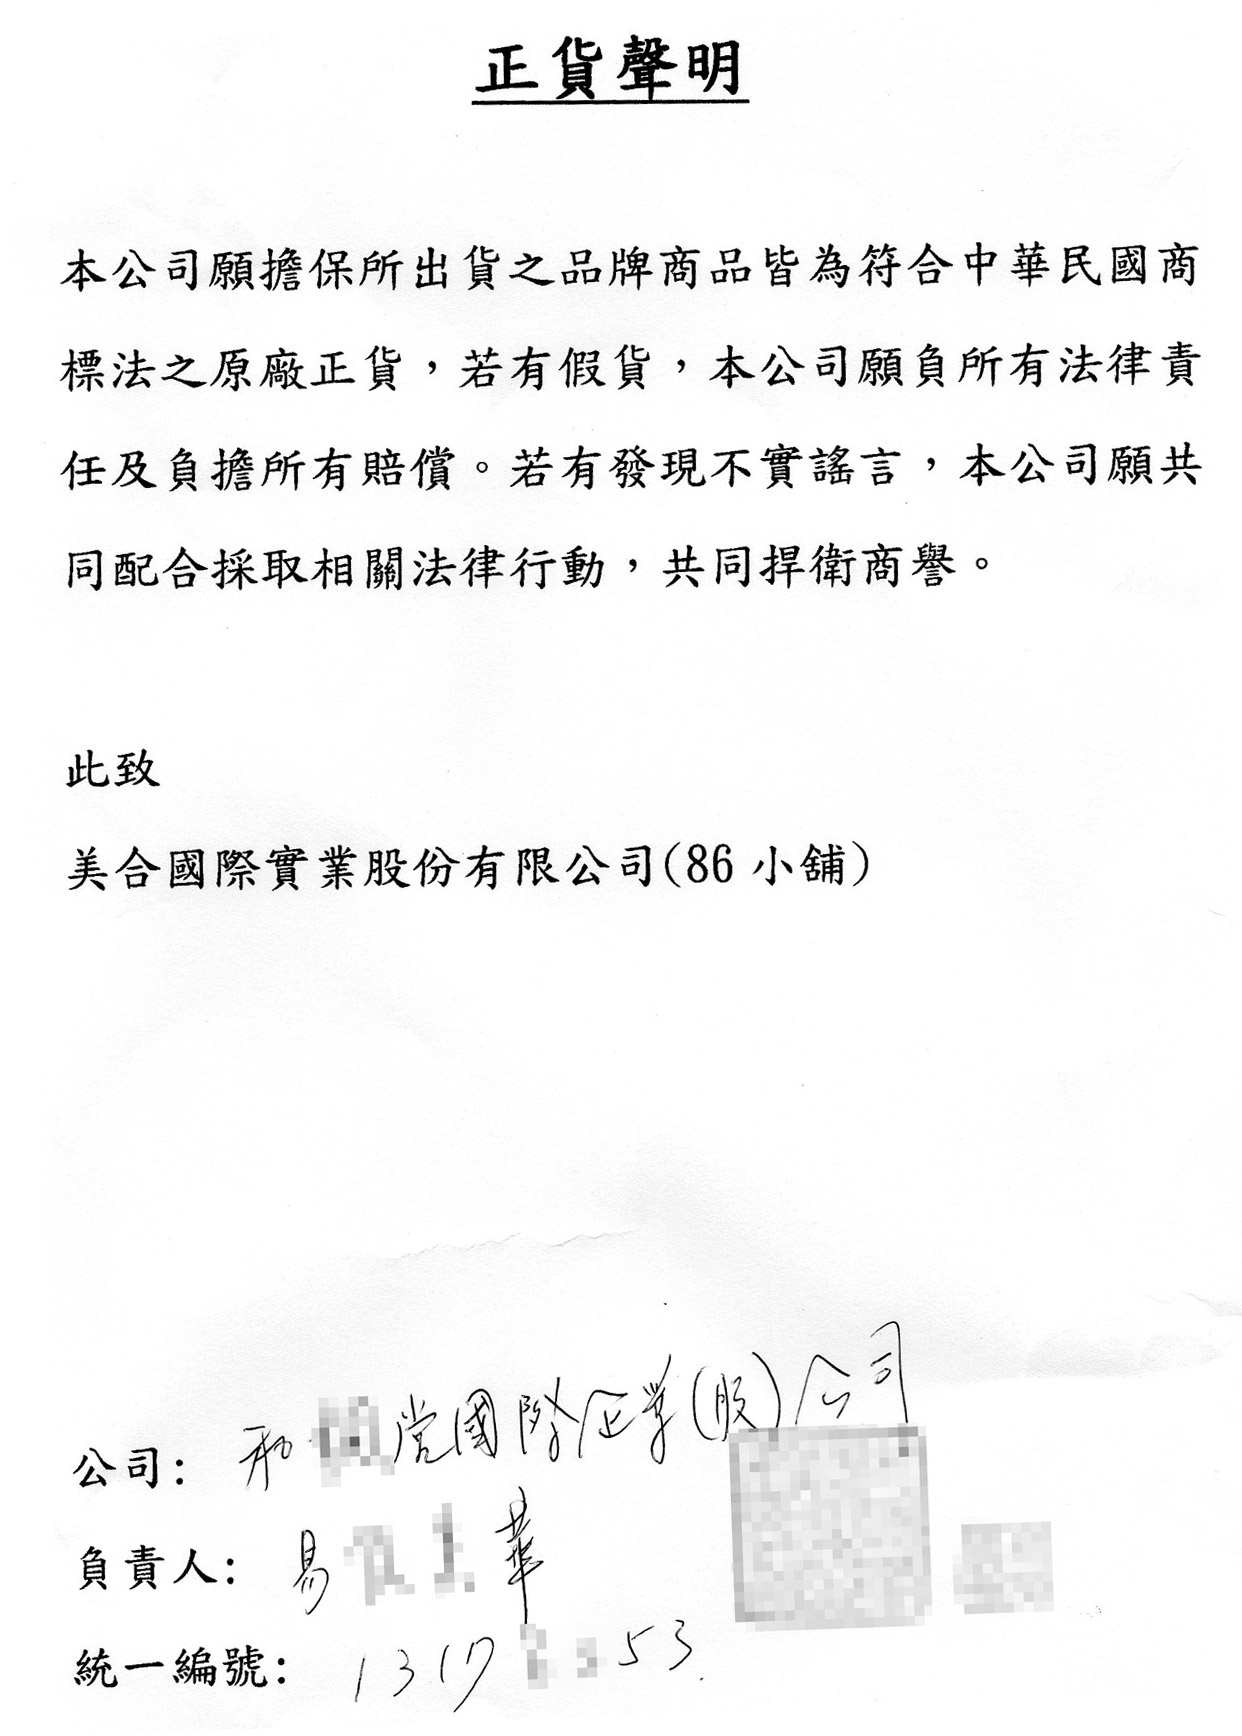 正貨聲明
本公司願擔保所出貨之品牌商品皆為符合中華民國商
標法之原廠正貨，若有假貨，本公司願負所有法律責
任及負擔所有賠償。若有發現不實謠言，本公司願共
同配合採取相關法律行動，共同捍衛商譽。
此致
美合國際實業股份有限公司(86 小舖)
公司: 和 堂國際企業(股)公司
負責人: 易 華
統一編號: 1317 53